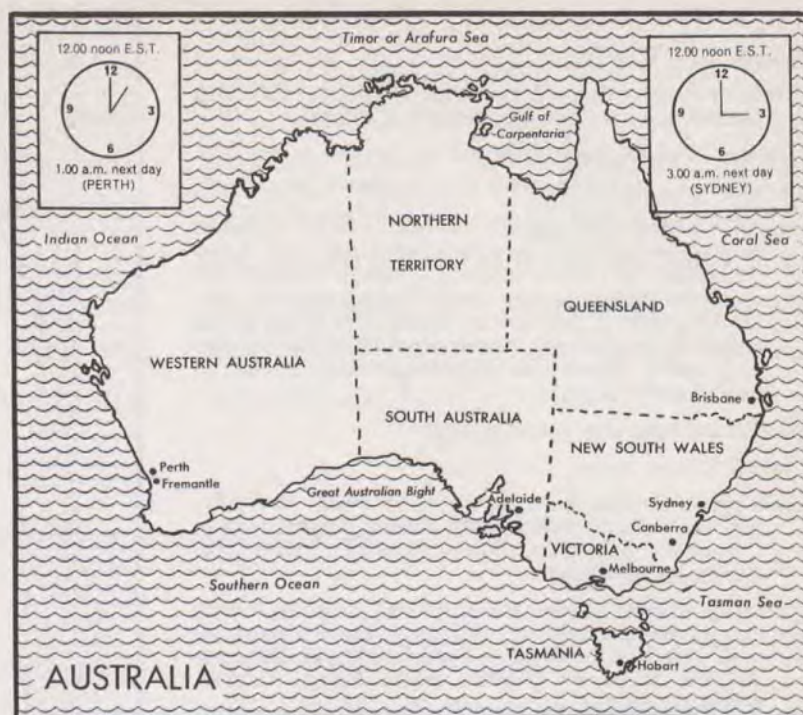 Timor or Arafura Sea
12.00 noon E.S.T.
12
9
3
6
1.00 a.m. next day
(PERTH)
12.00 noon E.S.T.
12
9
3
6
3.00 a.m. next day
(SYDNEY)
Gulf of
Carpentaria
Indian Ocean
Coral Sea
NORTHERN
TERRITORY
QUEENSLAND
WESTERN AUSTRALIA
SOUTH AUSTRALIA
Brisbane
NEW SOUTH WALES
Perth
Fremantle
Great Australian Bight
Adelaide
Sydney
Canberra
VICTORIA
Melbourne
Southern Ocean
Tasman Sea
TASMANIA
Hobart
AUSTRALIA